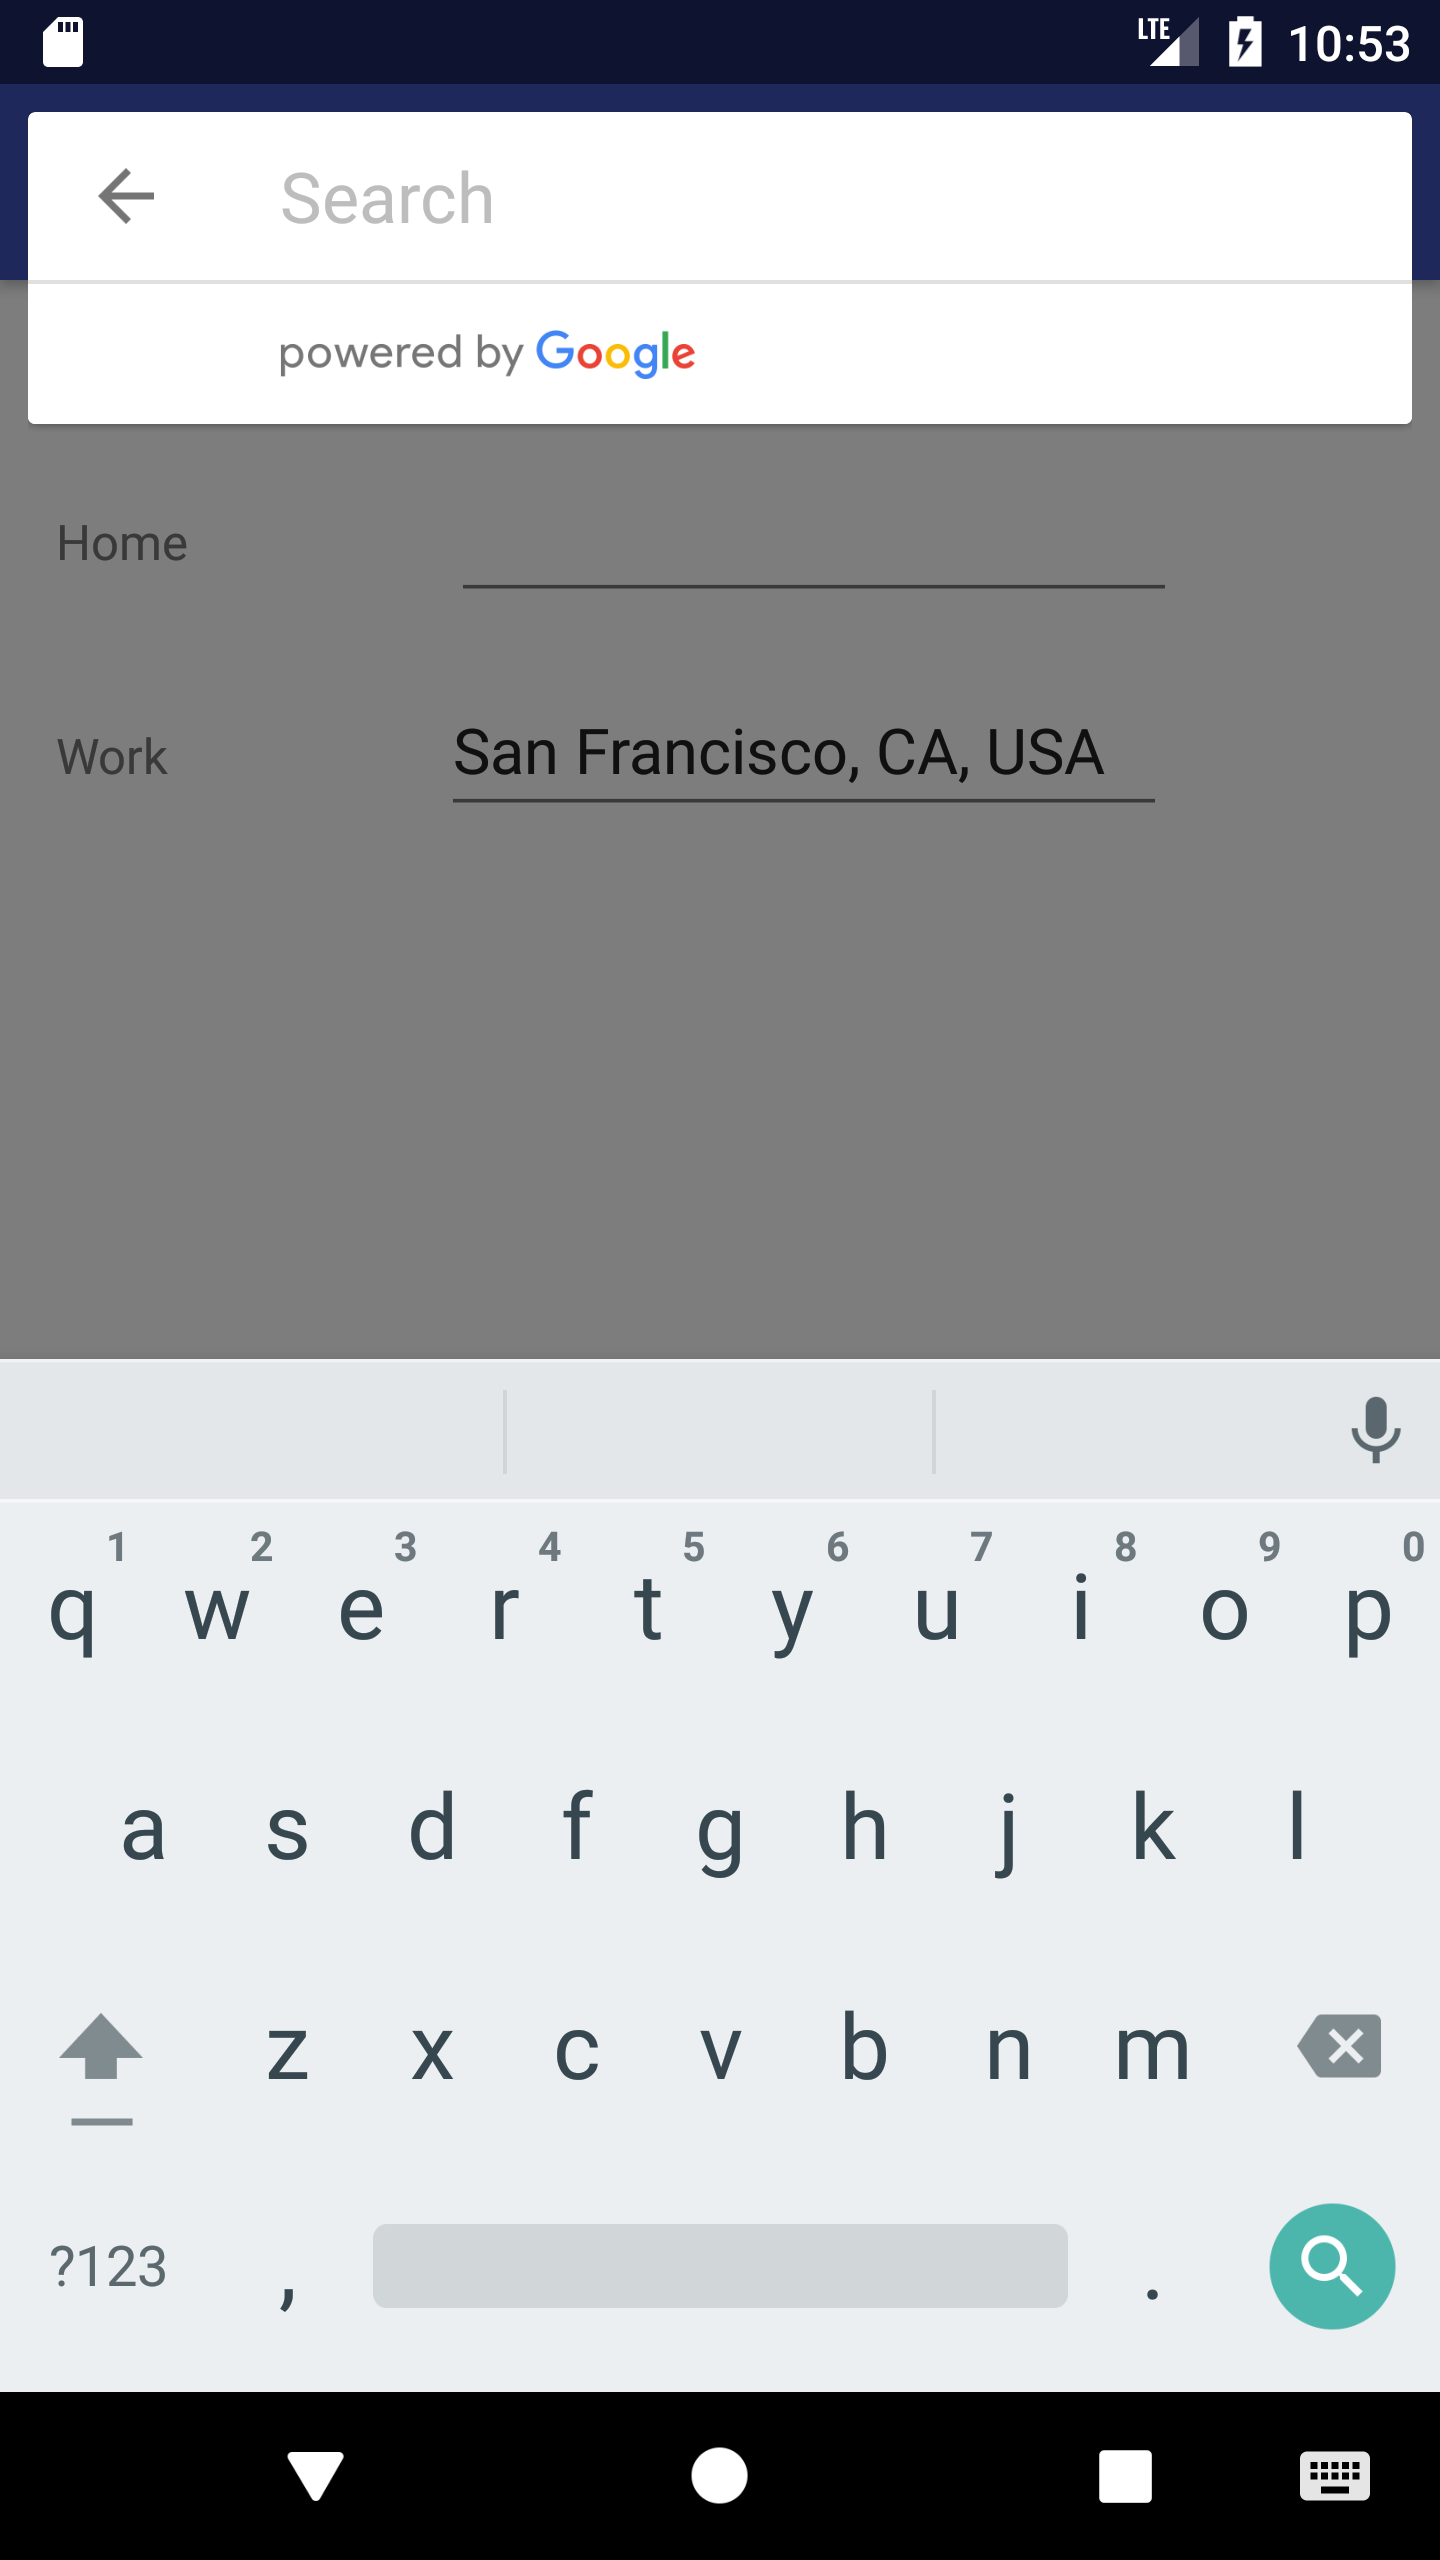 LTE 10:53
Search
powered by Google
Home
Work San Francisco, CA, USA
1 2 3 4 5 6 7 8 9 0
q w e r t y u i o p
a s d f g h j k l
z x c v b n m
?123 , .